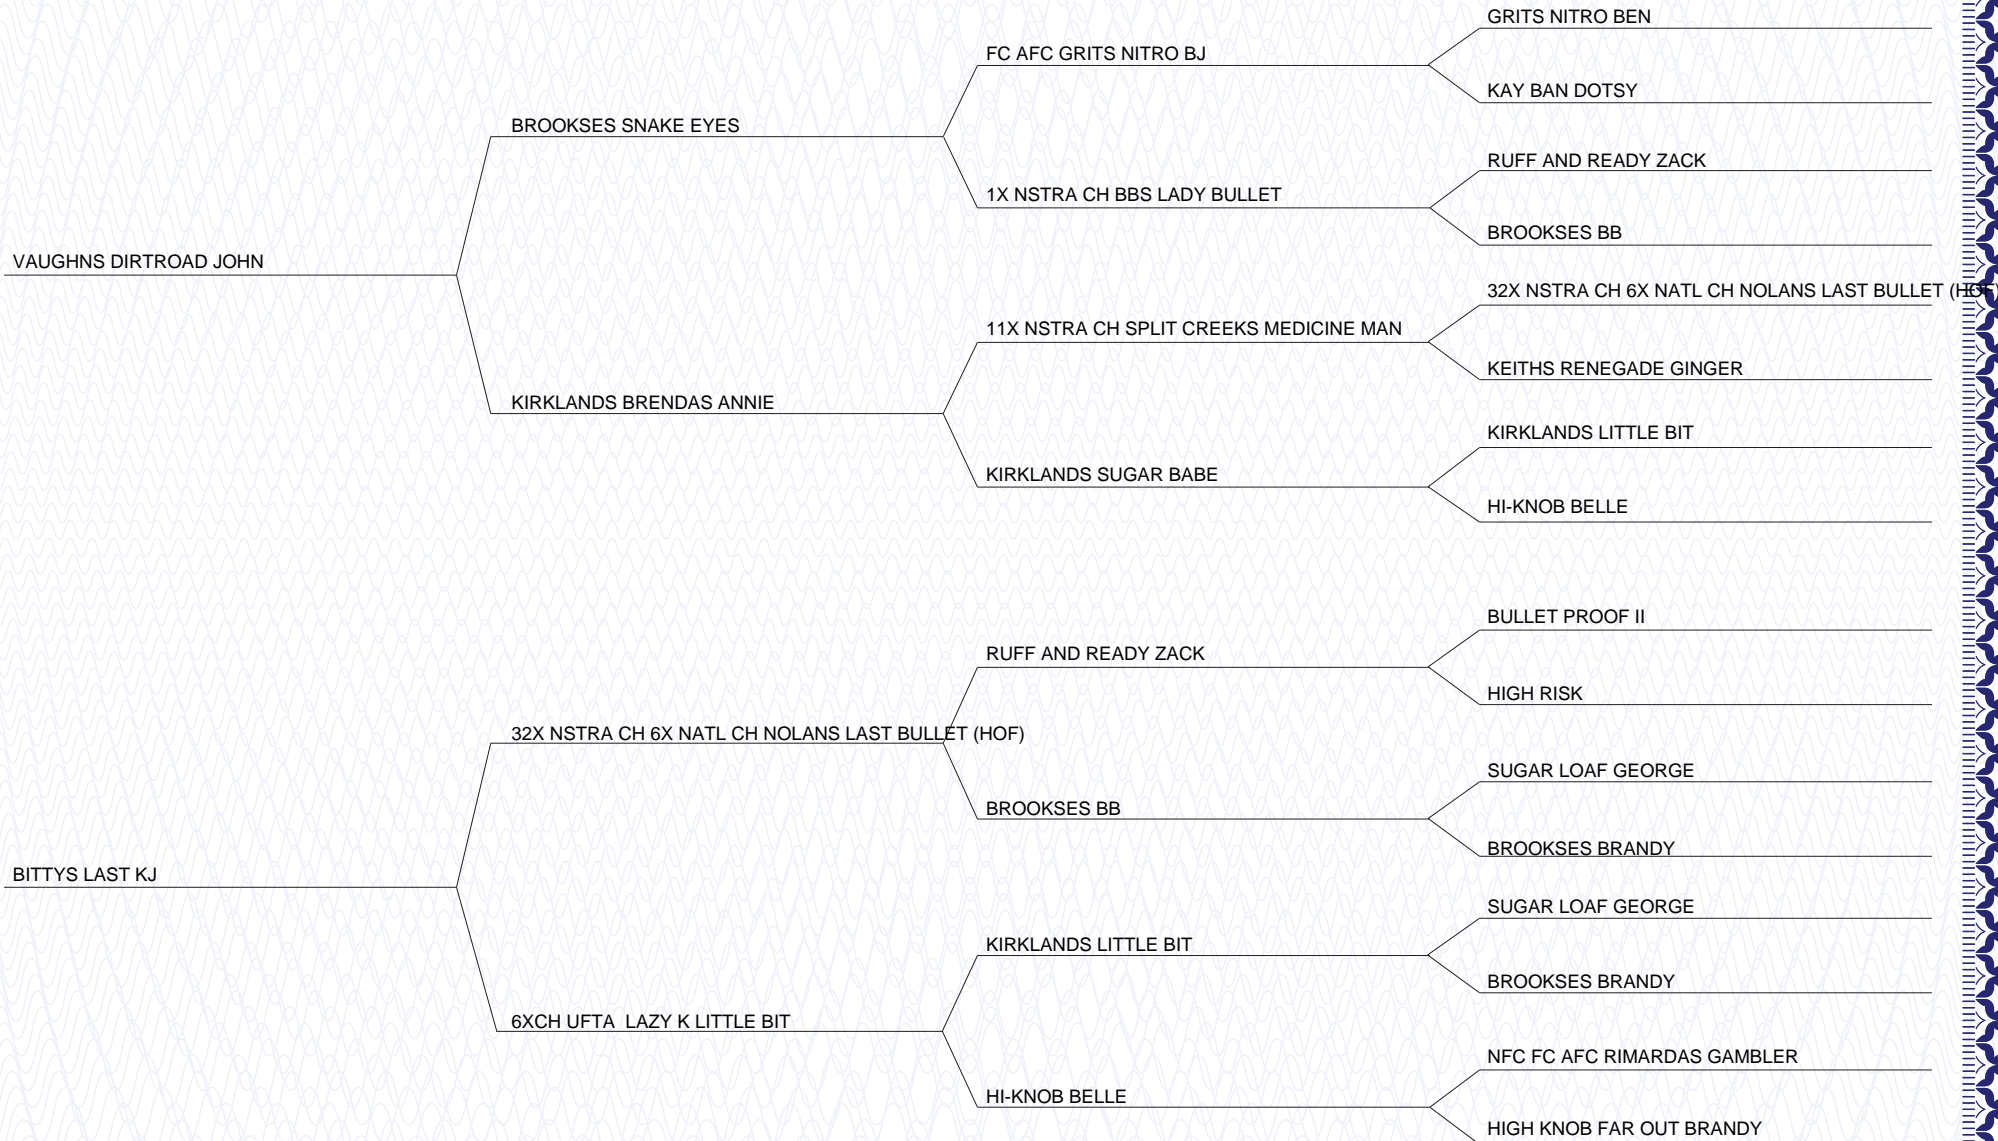 GRITS NITRO BEN
FC AFC GRITS NITRO BJ
KAY BAN DOTSY
BROOKSES SNAKE EYES
RUFF AND READY ZACK
1X NSTRA CH BBS LADY BULLET
BROOKSES BB
VAUGHNS DIRTROAD JOHN
32X NSTRA CH 6X NATL CH NOLANS LAST BULLET (HOF)
11X NSTRA CH SPLIT CREEKS MEDICINE MAN
KEITHS RENEGADE GINGER
KIRKLANDS BRENDAS ANNIE
KIRKLANDS LITTLE BIT
KIRKLANDS SUGAR BABE
HI-KNOB BELLE
BULLET PROOF II
RUFF AND READY ZACK
HIGH RISK
32X NSTRA CH 6X NATL CH NOLANS LAST BULLET (HOF)
SUGAR LOAF GEORGE
BROOKSES BB
BROOKSES BRANDY
BITTYS LAST KJ
SUGAR LOAF GEORGE
KIRKLANDS LITTLE BIT
BROOKSES BRANDY
6XCH UFTA  LAZY K LITTLE BIT
NFC FC AFC RIMARDAS GAMBLER
HI-KNOB BELLE
HIGH KNOB FAR OUT BRANDY